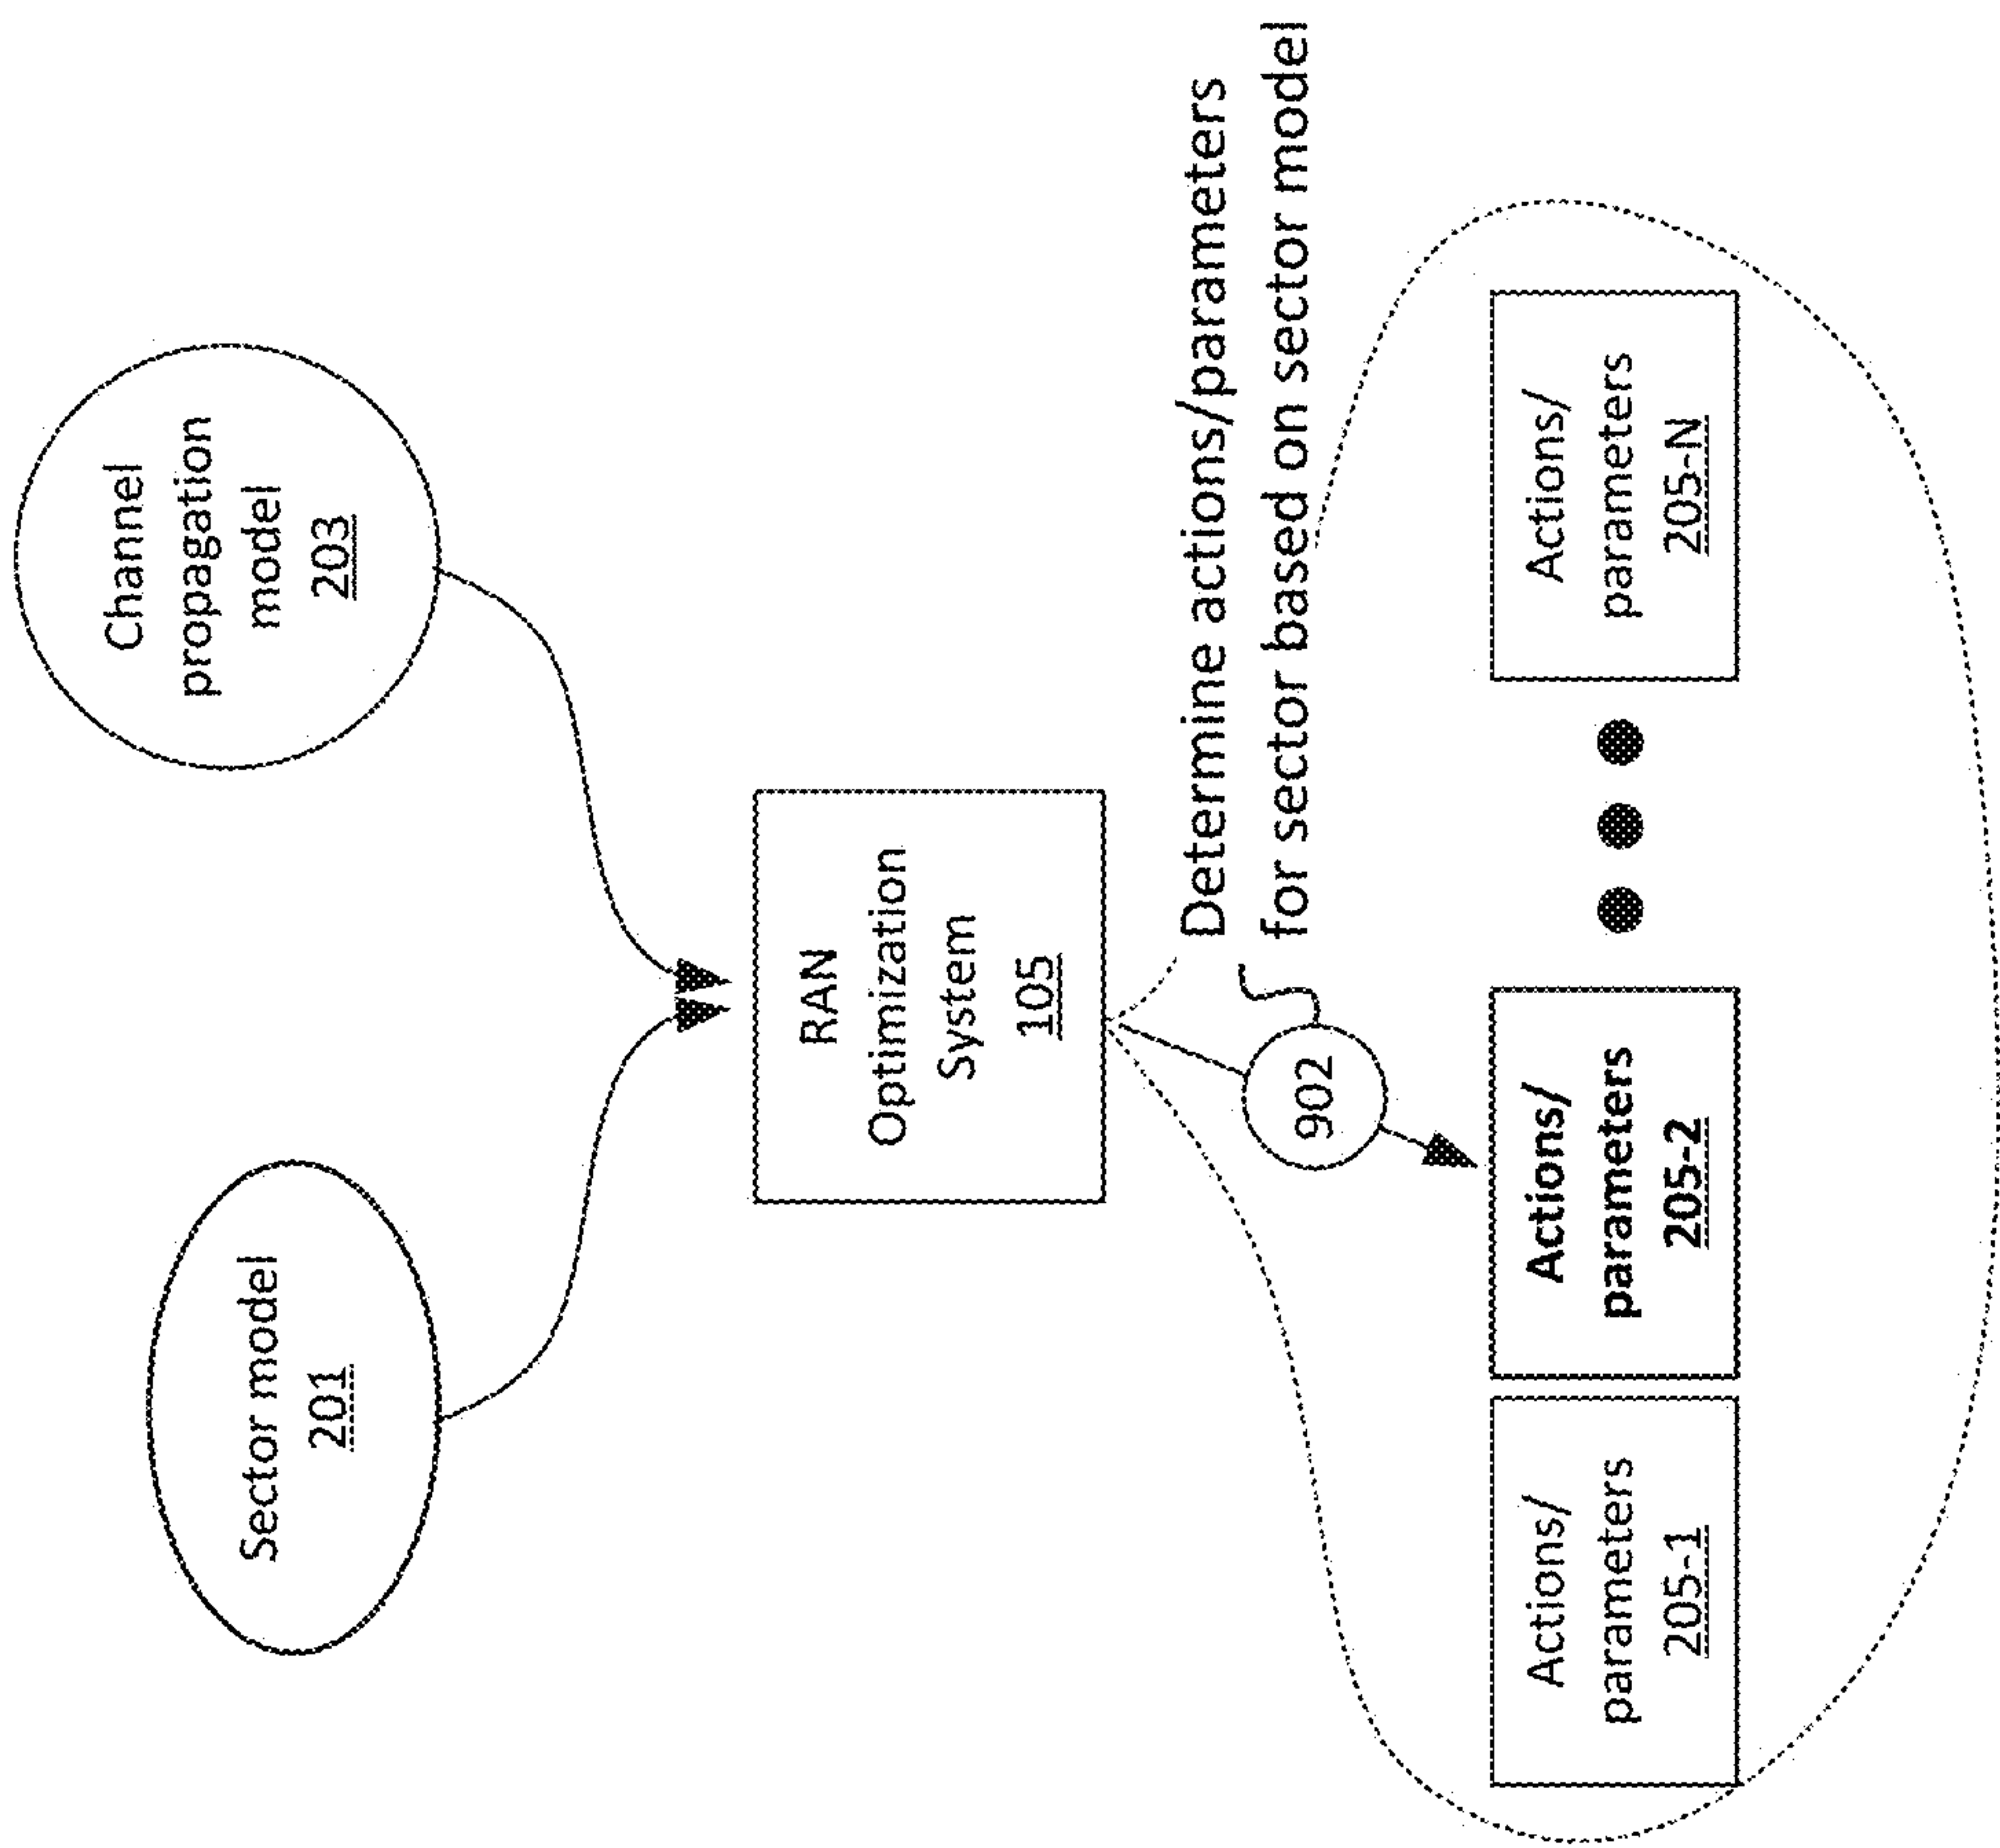 Sector model
201
Channel
propagation
model
203
RAN
Optimization
System
105
Determine actions/parameters
for sector based on sector model
902
Actions/
parameters
205-1
Actions/
parameters
205-2
Actions/
parameters
205-N